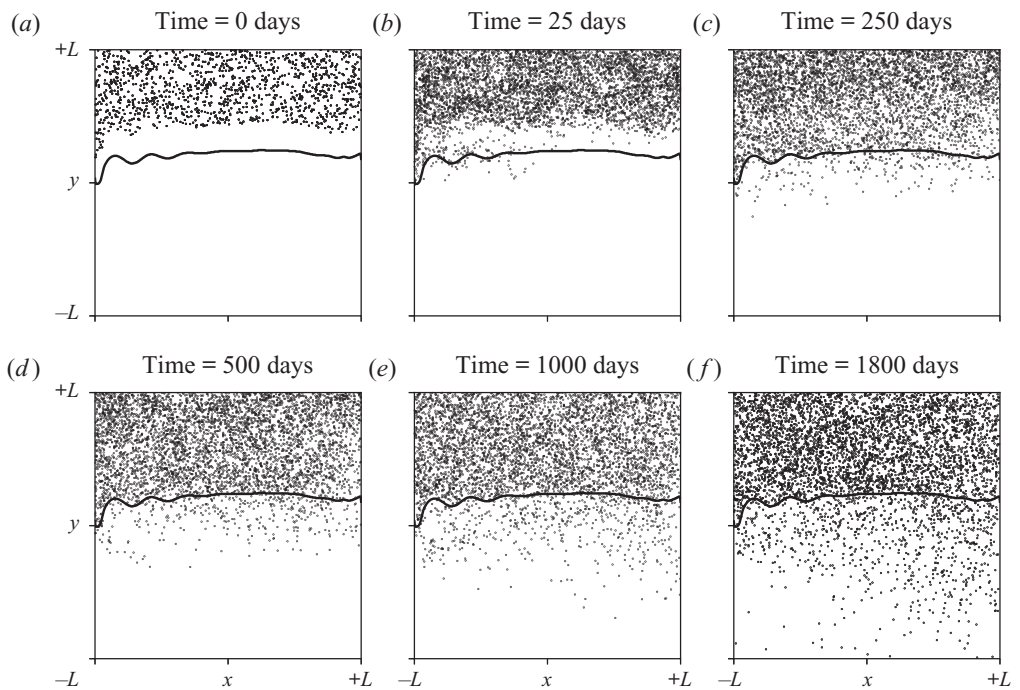 (a) Time = 0 days (b) Time = 25 days (c) Time = 250 days
+L
y
–L
(d) Time = 500 days (e) Time = 1000 days (f) Time = 1800 days
+L
y
–L x +L –L x +L –L x +L